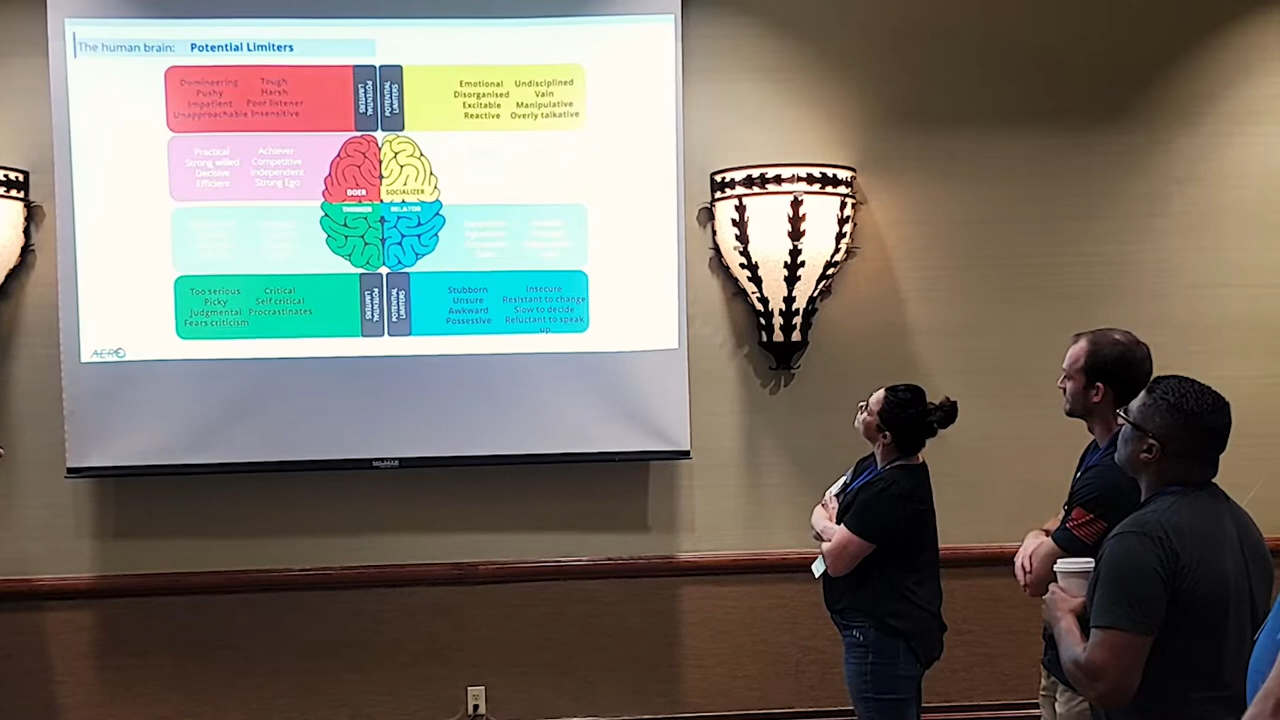 The human brain: Potential Limiters
Domineering Tough
Pushy Harsh
Impatient Poor listener
Unapproachable Insensitive
POTENTIAL LIMITERS
POTENTIAL LIMITERS
Emotional Undisciplined
Disorganised Vain
Excitable Manipulative
Reactive Overly talkative
Practical Achiever
Strong willed Competitive
Decisive Independent
Efficient Strong Ego
DOER SOCIALIZER
THINKER RELATOR
Too serious Critical
Picky Self critical
Judgmental Procrastinates
Fears criticism
POTENTIAL LIMITERS
POTENTIAL LIMITERS
Stubborn Insecure
Unsure Resistant to change
Awkward Slow to decide
Possessive Reluctant to speak
up
AERO